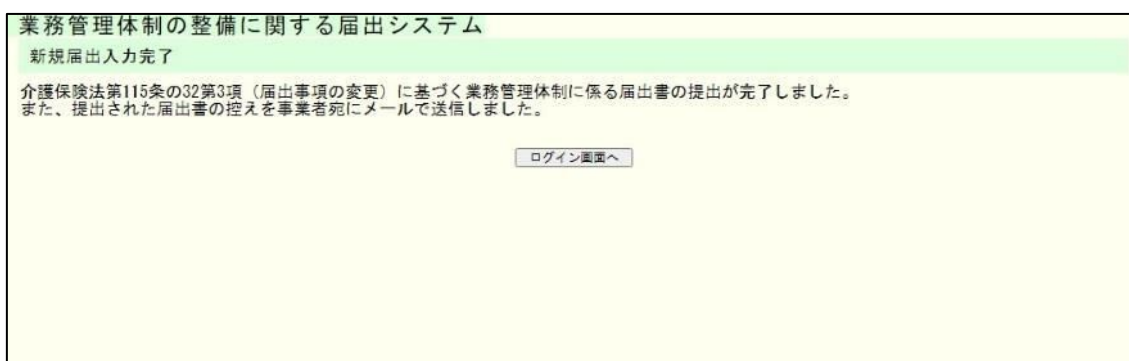 業務管理体制の整備に関する届出システム
新規届出入力完了
介護保険法第115条の32第3項（届出事項の変更）に基づく業務管理体制に係る届出書の提出が完了しました。
また、提出された届出書の控えを事業者宛にメールで送信しました。
ログイン画面へ